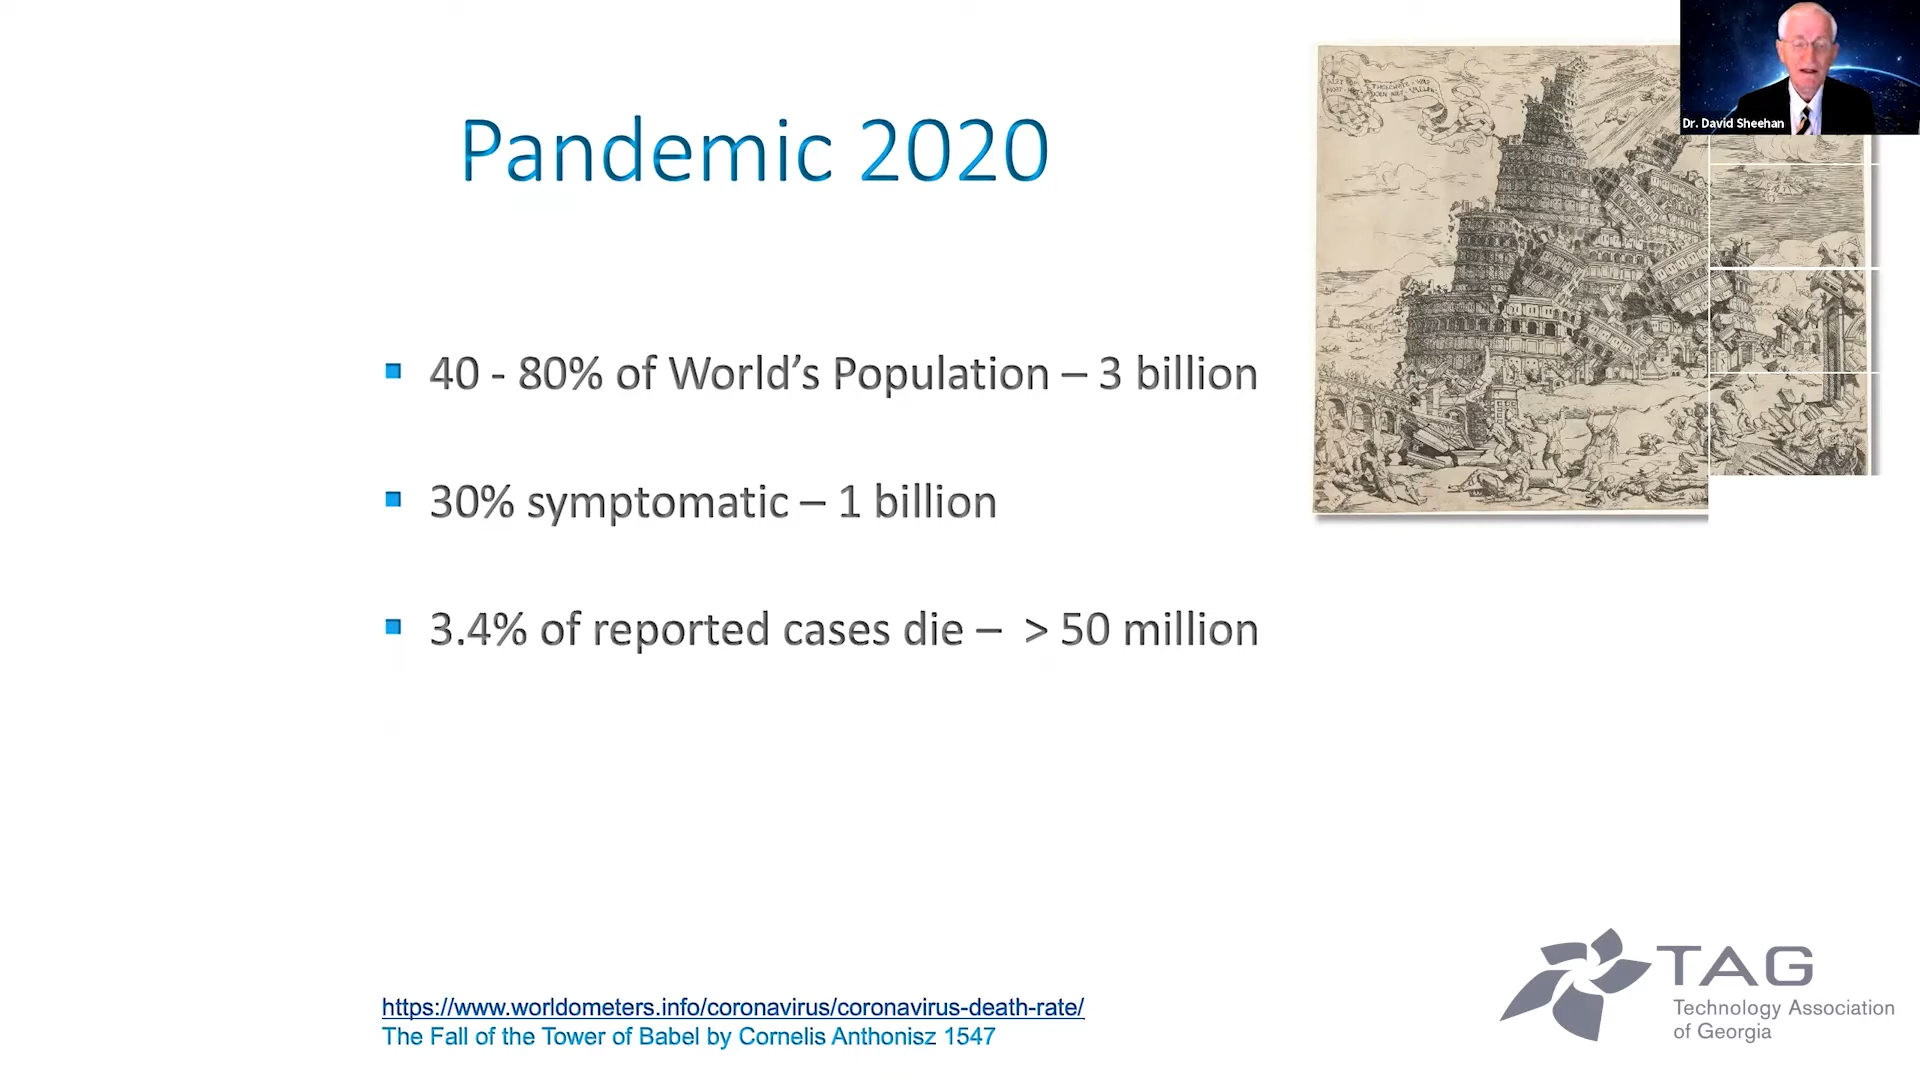 Dr. David Sheehan
Pandemic 2020
40 - 80% of World’s Population – 3 billion
30% symptomatic – 1 billion
3.4% of reported cases die –  > 50 million
https://www.worldometers.info/coronavirus/coronavirus-death-rate/
The Fall of the Tower of Babel by Cornelis Anthonisz 1547
TAG
Technology Association
of Georgia